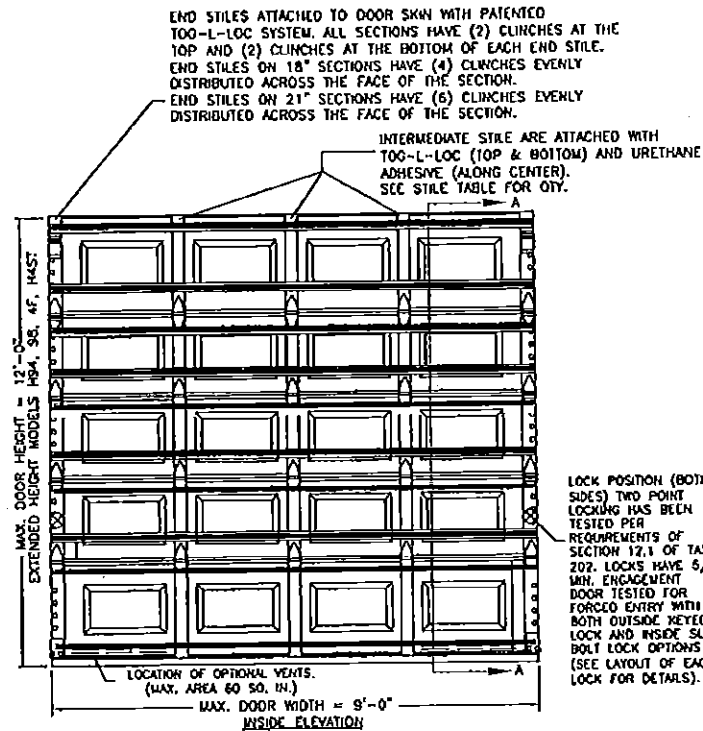 END STILES ATTACHED TO DOOR SKIN WITH PATENTED
TOG-L-LOC SYSTEM. ALL SECTIONS HAVE (2) CLINCHES AT THE
TOP AND (2) CLINCHES AT THE BOTTOM OF EACH END STILE.
END STILES ON 18" SECTIONS HAVE (4) CLINCHES EVENLY
DISTRIBUTED ACROSS THE FACE OF THE SECTION.
END STILES ON 21" SECTIONS HAVE (6) CLINCHES EVENLY
DISTRIBUTED ACROSS THE FACE OF THE SECTION.
INTERMEDIATE STILE ARE ATTACHED WITH
TOG-L-LOC (TOP & BOTTOM) AND URETHANE
ADHESIVE (ALONG CENTER).
SEE STILE TABLE FOR QTY.
A
MAX. DOOR HEIGHT = 12'-0"
EXTENDED HEIGHT MODELS 4F, H4ST
LOCK POSITION (BOTH
SIDES) TWO POINT
LOCKING HAS BEEN
TESTED PER
REQUIREMENTS OF
SECTION 12.1 OF TAS
202. LOCKS HAVE 5/
MIN. ENGAGEMENT
DOOR TESTED FOR
FORCED ENTRY WITH
BOTH OUTSIDE KEYED
LOCK AND INSIDE
BOLT LOCK OPTIONS
(SEE LAYOUT OF EAC
LOCK FOR DETAILS).
LOCATION OF OPTIONAL VENTS.
(MAX. AREA 60 SQ. IN.)
A
MAX. DOOR WIDTH = 9'-0"
INSIDE ELEVATION